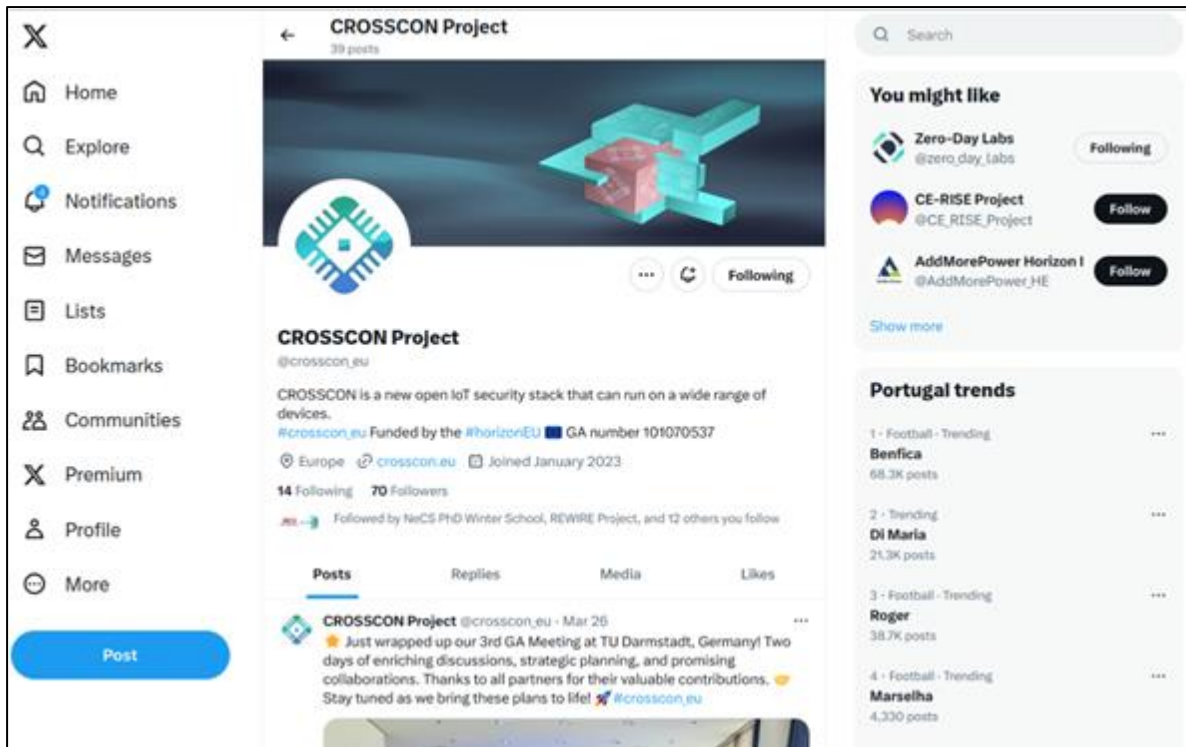 CROSSCON Project
39 posts
Home
Explore
Notifications
Messages
Lists
Bookmarks
Communities
Premium
Profile
More
Post
Following
CROSSCON Project
@crosscon_eu
CROSSCON is a new open IoT security stack that can run on a wide range of
devices.
#crosscon_eu Funded by the #horizonEU 🇪🇺 GA number 101070537
Europe crosscon.eu Joined January 2023
14 Following 70 Followers
Followed by NeCS PhD Winter School, REWIRE Project, and 12 others you follow
Posts Replies Media Likes
CROSSCON Project @crosscon_eu · Mar 26
🌟 Just wrapped up our 3rd GA Meeting at TU Darmstadt, Germany! Two
days of enriching discussions, strategic planning, and promising
collaborations. Thanks to all partners for their valuable contributions. 🤝
Stay tuned as we bring these plans to life! 🚀 #crosscon_eu
Search
You might like
Zero-Day Labs
@zero_day_labs
Following
CE-RISE Project
@CE_RISE_Project
Follow
AddMorePower Horizon
@AddMorePower_HE
Follow
Show more
Portugal trends
1 · Football · Trending
Benfica
68.3K posts
2 · Trending
Di Maria
21.3K posts
3 · Football · Trending
Roger
38.7K posts
4 · Football · Trending
Marselha
4,330 posts